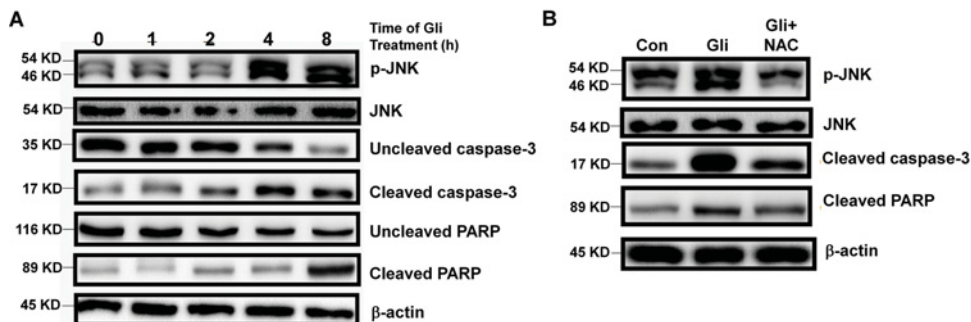 A
0 1 2 4 8 Time of Gli
Treatment (h)
54 KD
46 KD
p-JNK
54 KD JNK
35 KD Uncleaved caspase-3
17 KD Cleaved caspase-3
116 KD Uncleaved PARP
89 KD Cleaved PARP
45 KD β-actin
B
Con Gli Gli+
NAC
54 KD
46 KD
p-JNK
54 KD JNK
17 KD Cleaved caspase-3
89 KD Cleaved PARP
45 KD β-actin